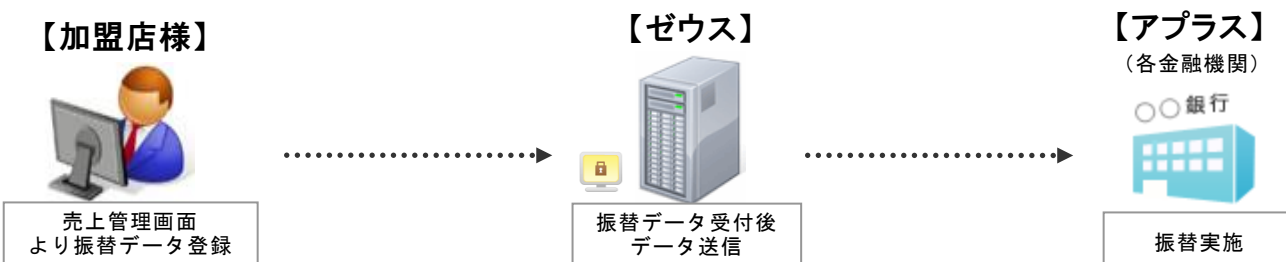 【加盟店様】
【ゼウス】
【アプラス】
（各金融機関）
○○銀行
売上管理画面
より振替データ登録
振替データ受付後
データ送信
振替実施